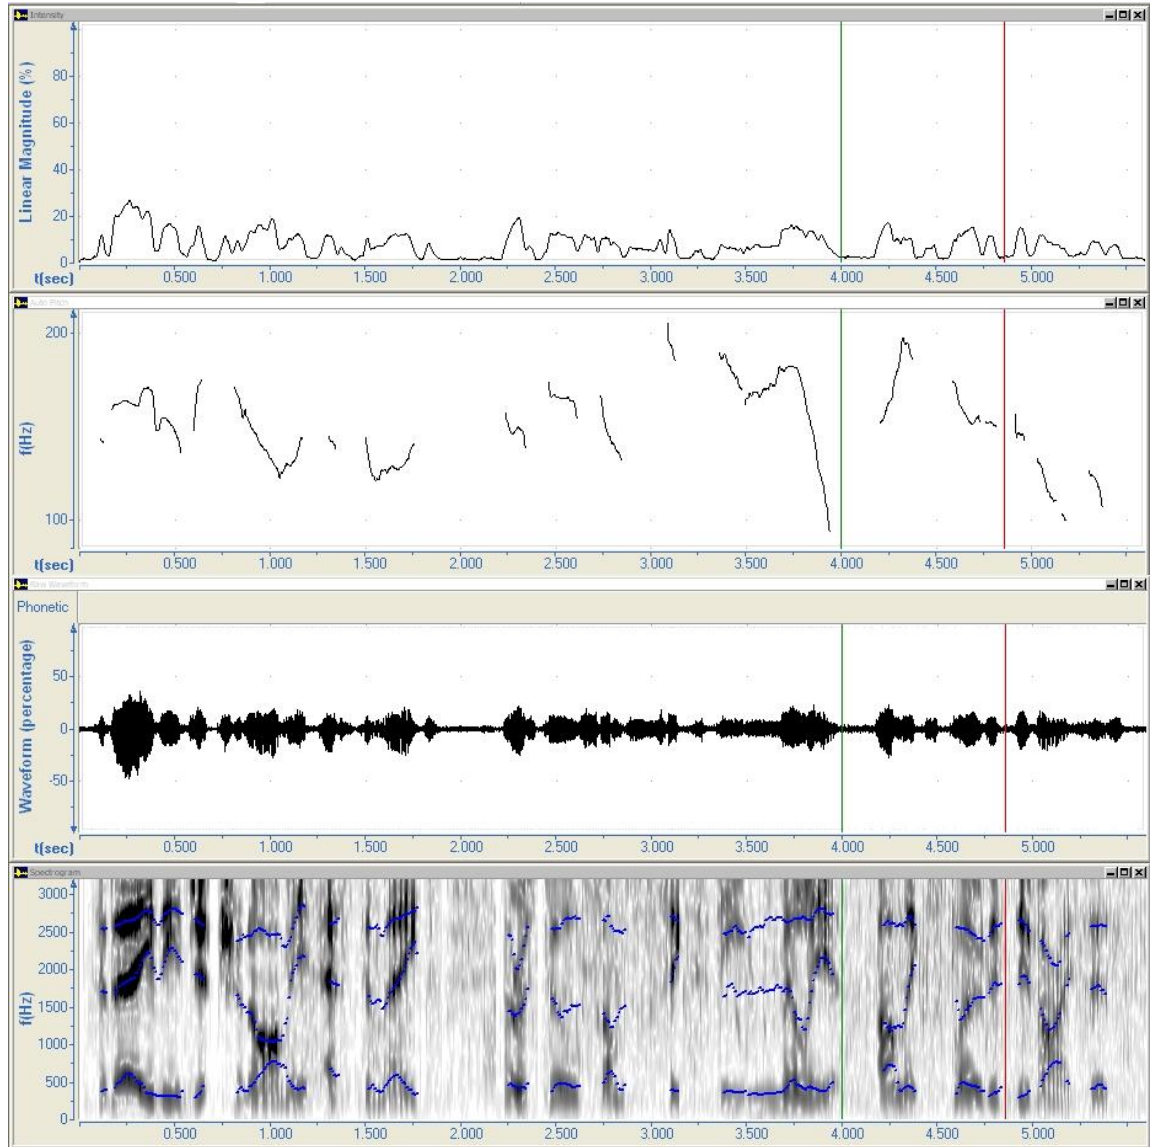 Intensity
Linear Magnitude (%)
80
60
40
20
0
t(sec)
0.500 1.000 1.500 2.000 2.500 3.000 3.500 4.000 4.500 5.000
Auto Pitch
f(Hz)
200
100
t(sec)
0.500 1.000 1.500 2.000 2.500 3.000 3.500 4.000 4.500 5.000
Raw Waveform
Phonetic
Waveform (percentage)
50
0
-50
t(sec)
0.500 1.000 1.500 2.000 2.500 3.000 3.500 4.000 4.500 5.000
Spectrogram
f(Hz)
3000
2500
2000
1500
1000
500
0
0.500 1.000 1.500 2.000 2.500 3.000 3.500 4.000 4.500 5.000